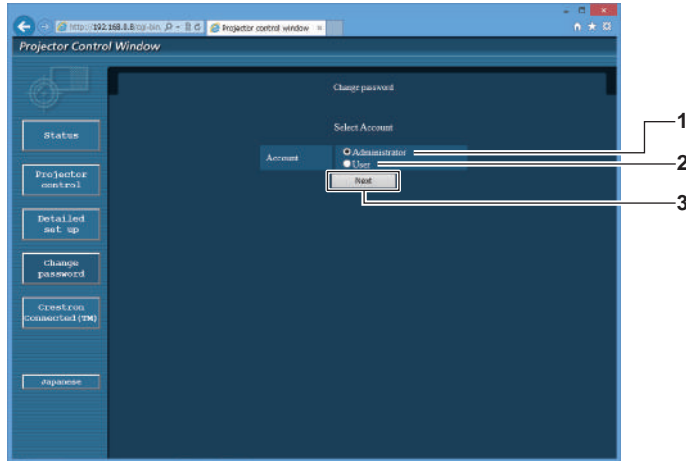 http://192.168.8.8/cgi-bin
Projector control window
Projector Control Window
Change password
Select Account
Account
Administrator
User
Next
1
2
3
Status
Projector
control
Detailed
set up
Change
password
Crestron
Connected(TM)
Japanese